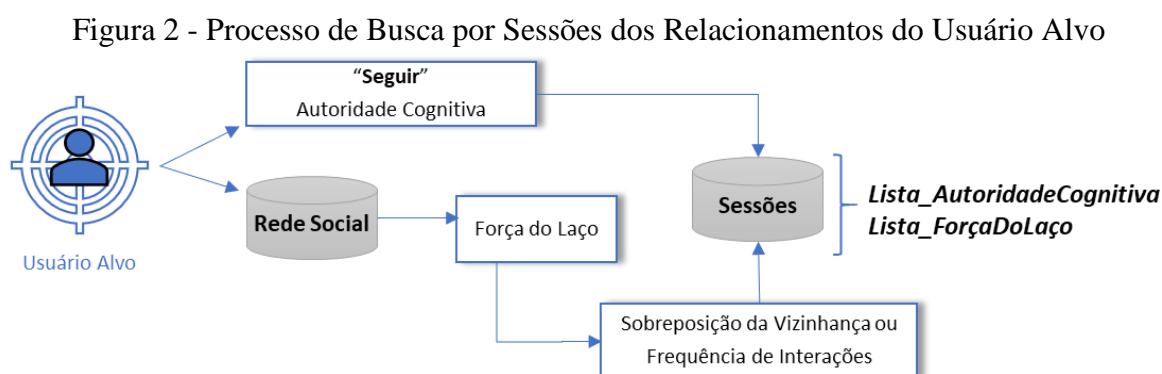 Figura 2 - Processo de Busca por Sessões dos Relacionamentos do Usuário Alvo
“Seguir”
Autoridade Cognitiva
Usuário Alvo
Rede Social
Força do Laço
Sobreposição da Vizinhança ou
Frequência de Interações
Sessões
Lista_AutoridadeCognitiva
Lista_ForçaDoLaço